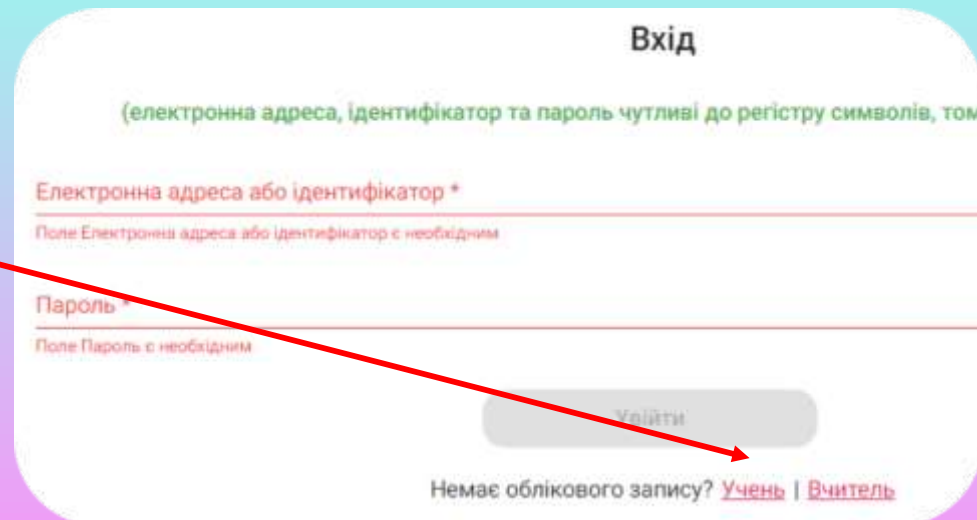 Вхід
(електронна адреса, ідентифікатор та пароль чутливі до регістру символів, том
Електронна адреса або ідентифікатор *
Поле Електронна адреса або ідентифікатор є необхідним
Пароль *
Поле Пароль є необхідним
Увійти
Немає облікового запису? Учень | Вчитель